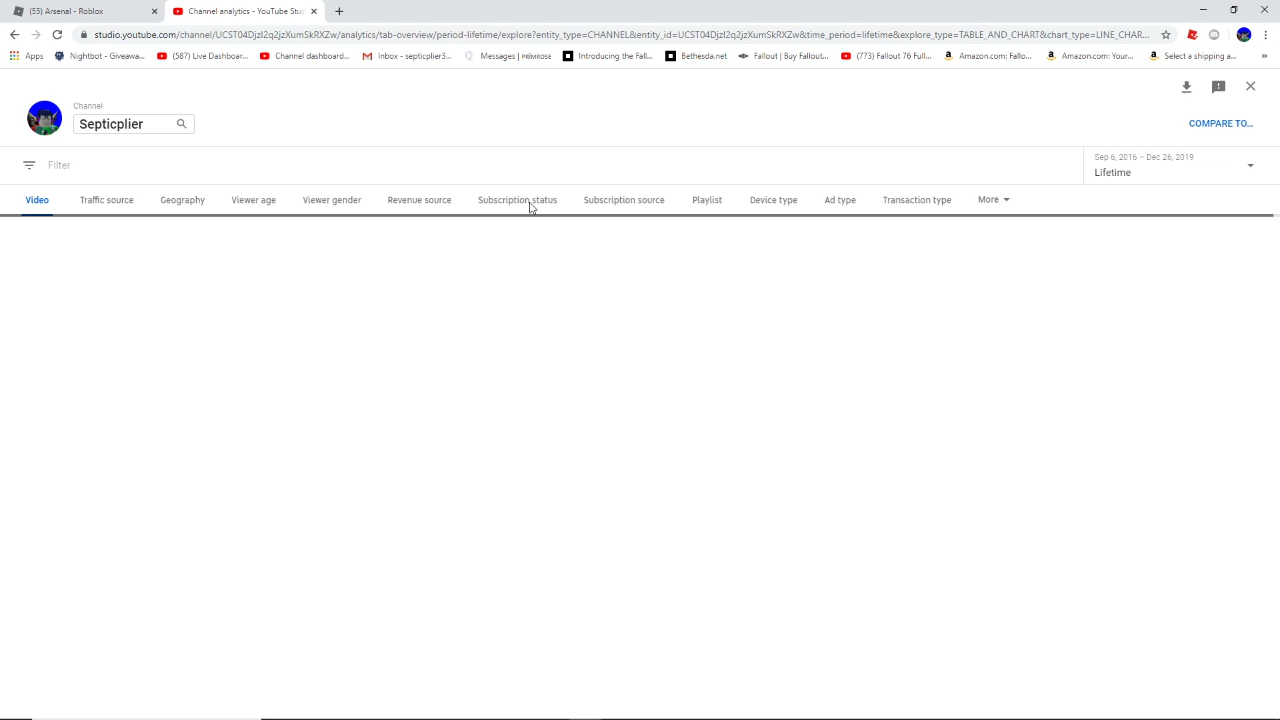 (55) Arsenal - Roblox
Channel analytics - YouTube Stu
studio.youtube.com/channel/UCST04DjzI2q2jzXumSkRXZw/analytics/tab-overview/period-lifetime/explore?entity_type=CHANNEL&entity_id=UCST04DjzI2q2jzXumSkRXZw&time_period=lifetime&explore_type=TABLE_AND_CHART&chart_type=LINE_CHAR...
Apps
Nightbot - Giveawa...
(587) Live Dashboar...
Channel dashboard...
Inbox - septicplier3...
Messages | PRiMROSE
Introducing the Fall...
Bethesda.net
Fallout | Buy Fallout...
(773) Fallout 76 Full...
Amazon.com: Fallo...
Amazon.com: Your...
Select a shipping a...
Channel
Septicplier
COMPARE TO...
Filter
Sep 6, 2016 – Dec 26, 2019
Lifetime
Video
Traffic source
Geography
Viewer age
Viewer gender
Revenue source
Subscription status
Subscription source
Playlist
Device type
Ad type
Transaction type
More